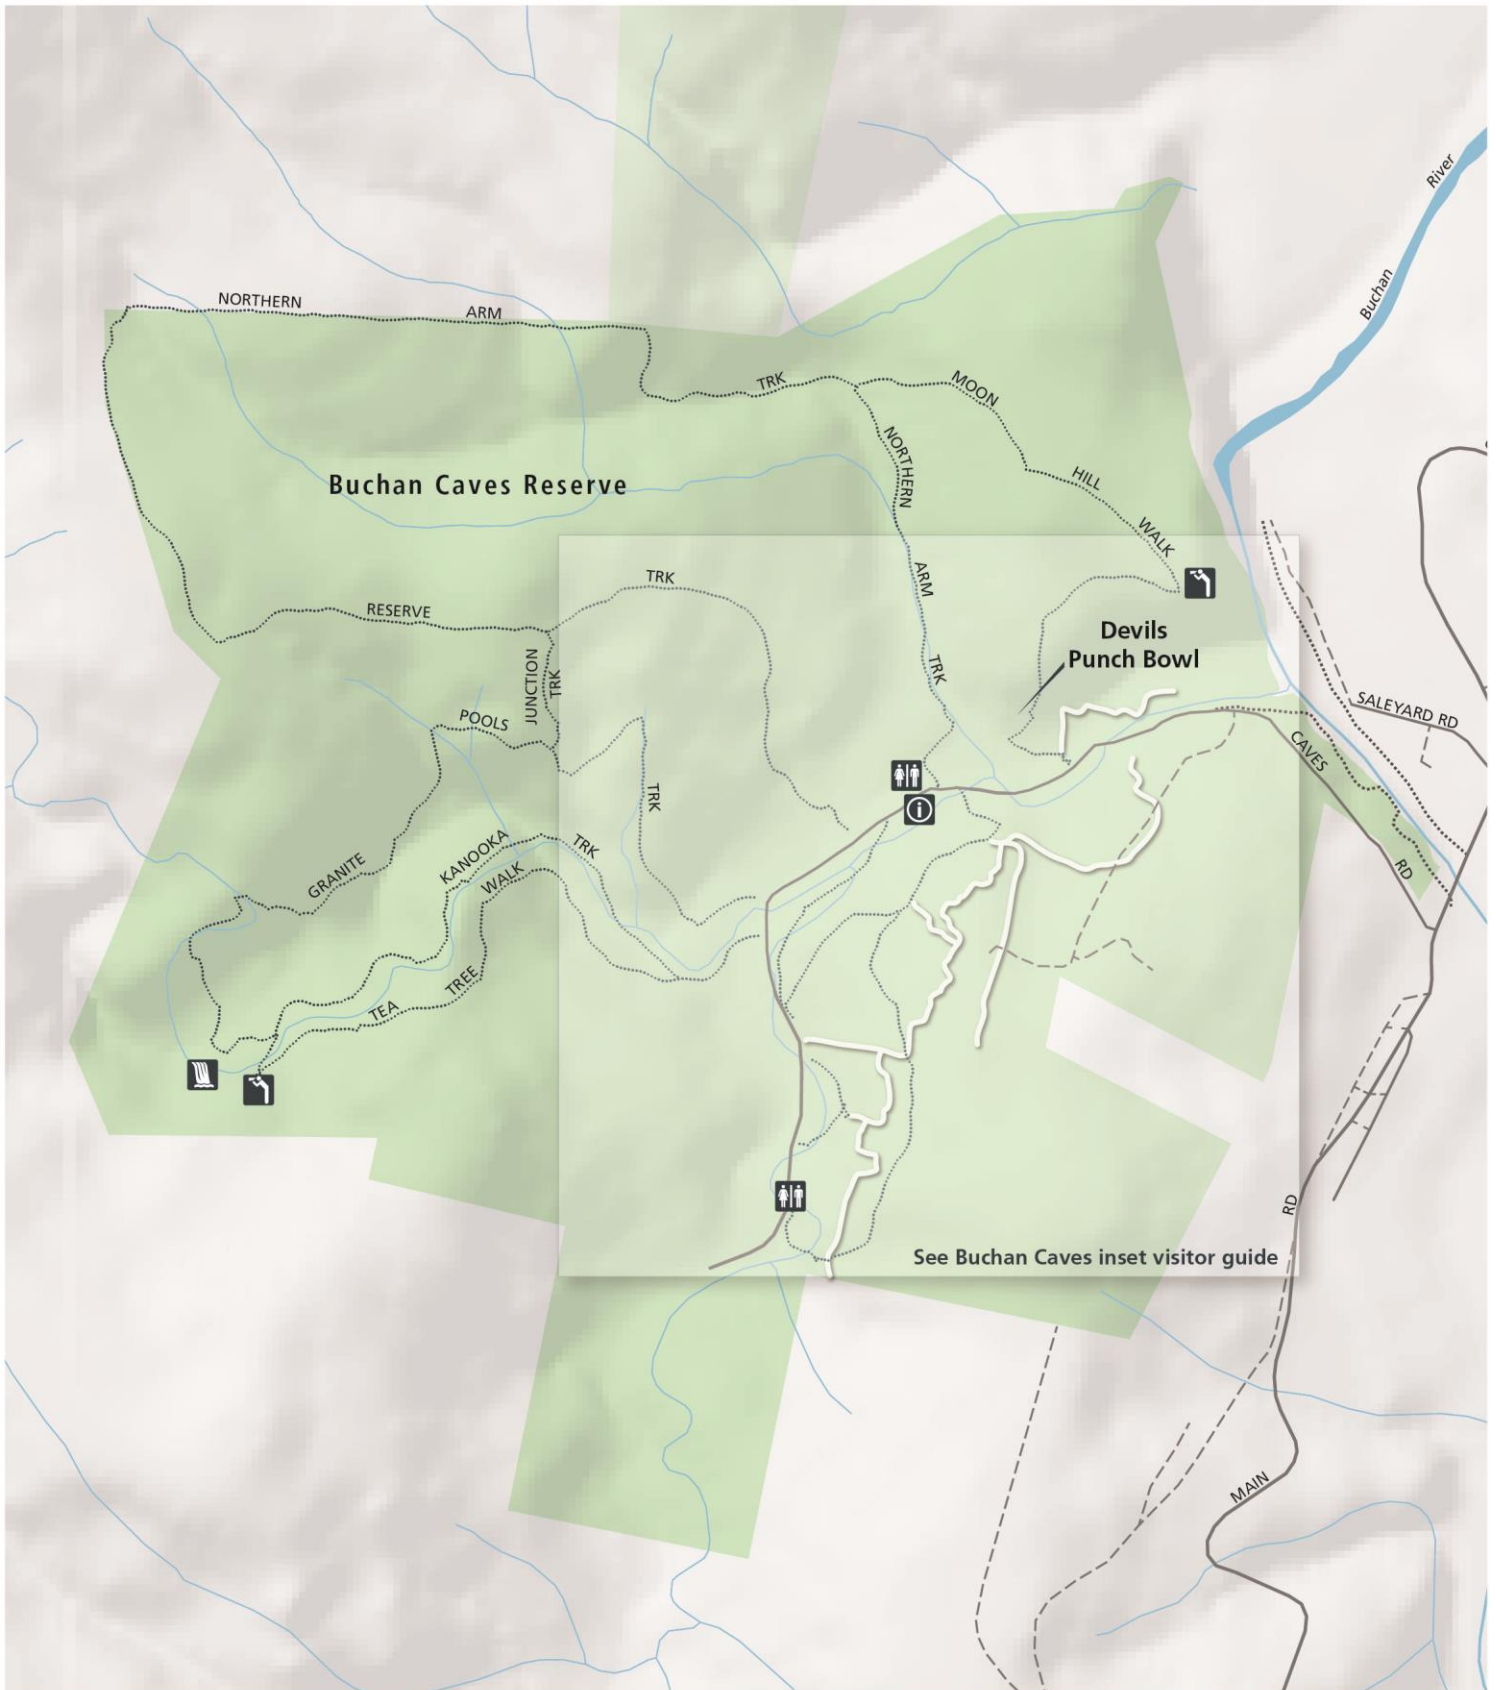 River
Buchan
NORTHERN
ARM
TRK
MOON
HILL
WALK
NORTHERN
ARM
TRK
Buchan Caves Reserve
TRK
RESERVE
JUNCTION
TRK
Devils
Punch Bowl
SALEYARD RD
CAVES
RD
POOLS
TRK
GRANITE
KANOOKA
TRK
WALK
TREE
TEA
i
RD
See Buchan Caves inset visitor guide
MAIN